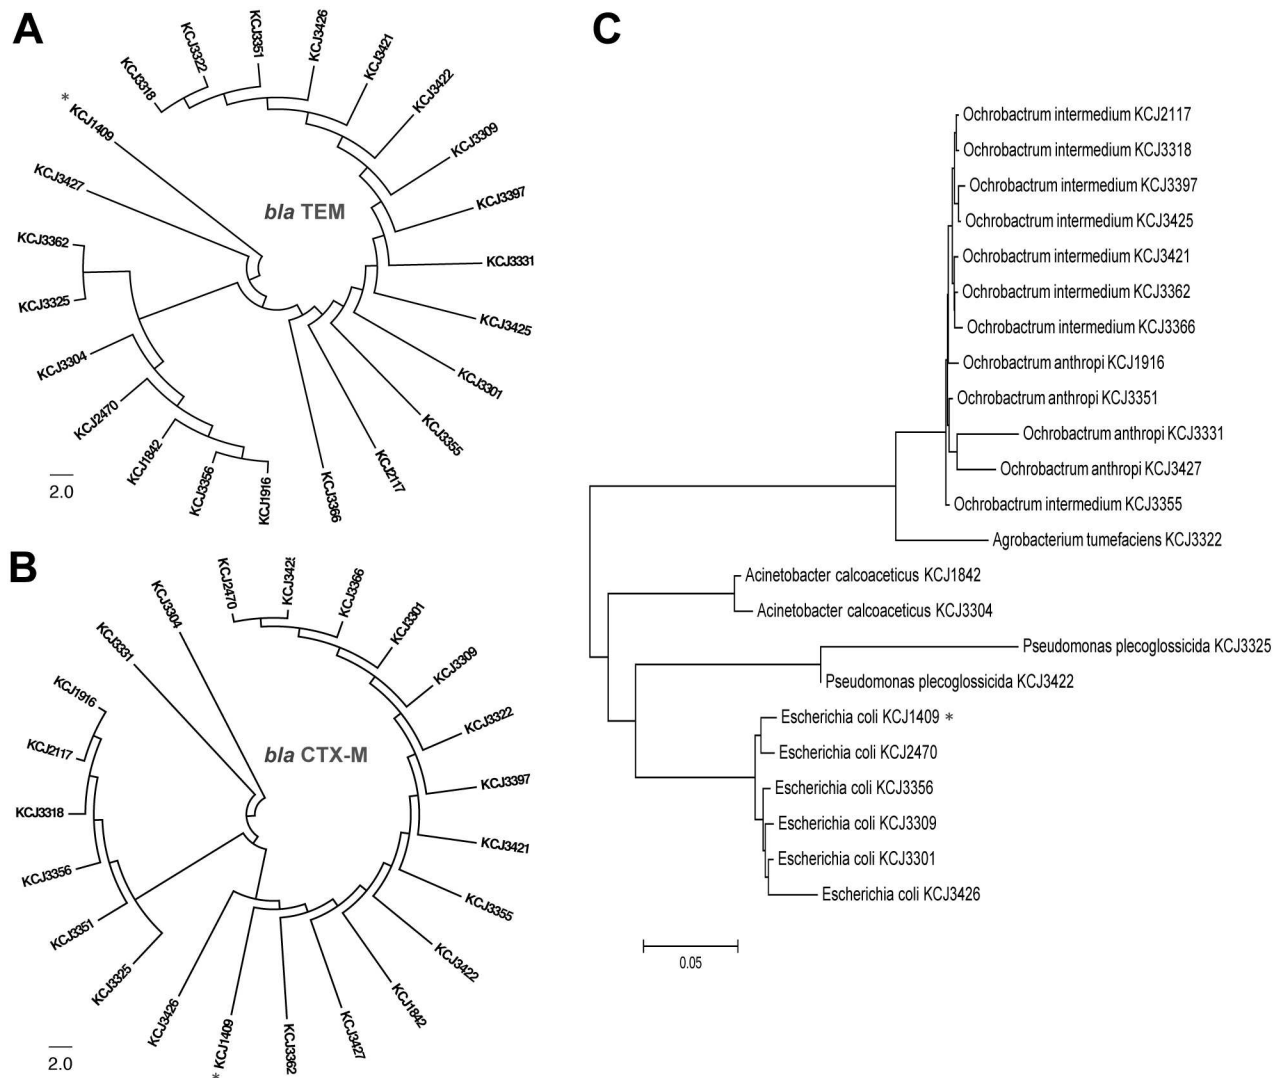 A
KCJ3318
KCJ3322
KCJ3351
KCJ3426
KCJ3421
KCJ3422
KCJ3309
KCJ3397
KCJ3331
KCJ3425
KCJ3301
KCJ3355
KCJ2117
KCJ3366
KCJ1916
KCJ3356
KCJ1842
KCJ2470
KCJ3304
KCJ3325
KCJ3362
KCJ3427
* KCJ1409
bla TEM
2.0
B
KCJ2470
KCJ3366
KCJ3301
KCJ3309
KCJ3322
KCJ3397
KCJ3421
KCJ3355
KCJ3422
KCJ1842
KCJ3427
KCJ3362
* KCJ1409
KCJ3426
KCJ3325
KCJ3351
KCJ3356
KCJ3318
KCJ2117
KCJ1916
KCJ3331
KCJ3304
bla CTX-M
2.0
C
Ochrobactrum intermedium KCJ2117
Ochrobactrum intermedium KCJ3318
Ochrobactrum intermedium KCJ3397
Ochrobactrum intermedium KCJ3425
Ochrobactrum intermedium KCJ3421
Ochrobactrum intermedium KCJ3362
Ochrobactrum intermedium KCJ3366
Ochrobactrum anthropi KCJ1916
Ochrobactrum anthropi KCJ3351
Ochrobactrum anthropi KCJ3331
Ochrobactrum anthropi KCJ3427
Ochrobactrum intermedium KCJ3355
Agrobacterium tumefaciens KCJ3322
Acinetobacter calcoaceticus KCJ1842
Acinetobacter calcoaceticus KCJ3304
Pseudomonas plecoglossicida KCJ3325
Pseudomonas plecoglossicida KCJ3422
Escherichia coli KCJ1409 *
Escherichia coli KCJ2470
Escherichia coli KCJ3356
Escherichia coli KCJ3309
Escherichia coli KCJ3301
Escherichia coli KCJ3426
0.05